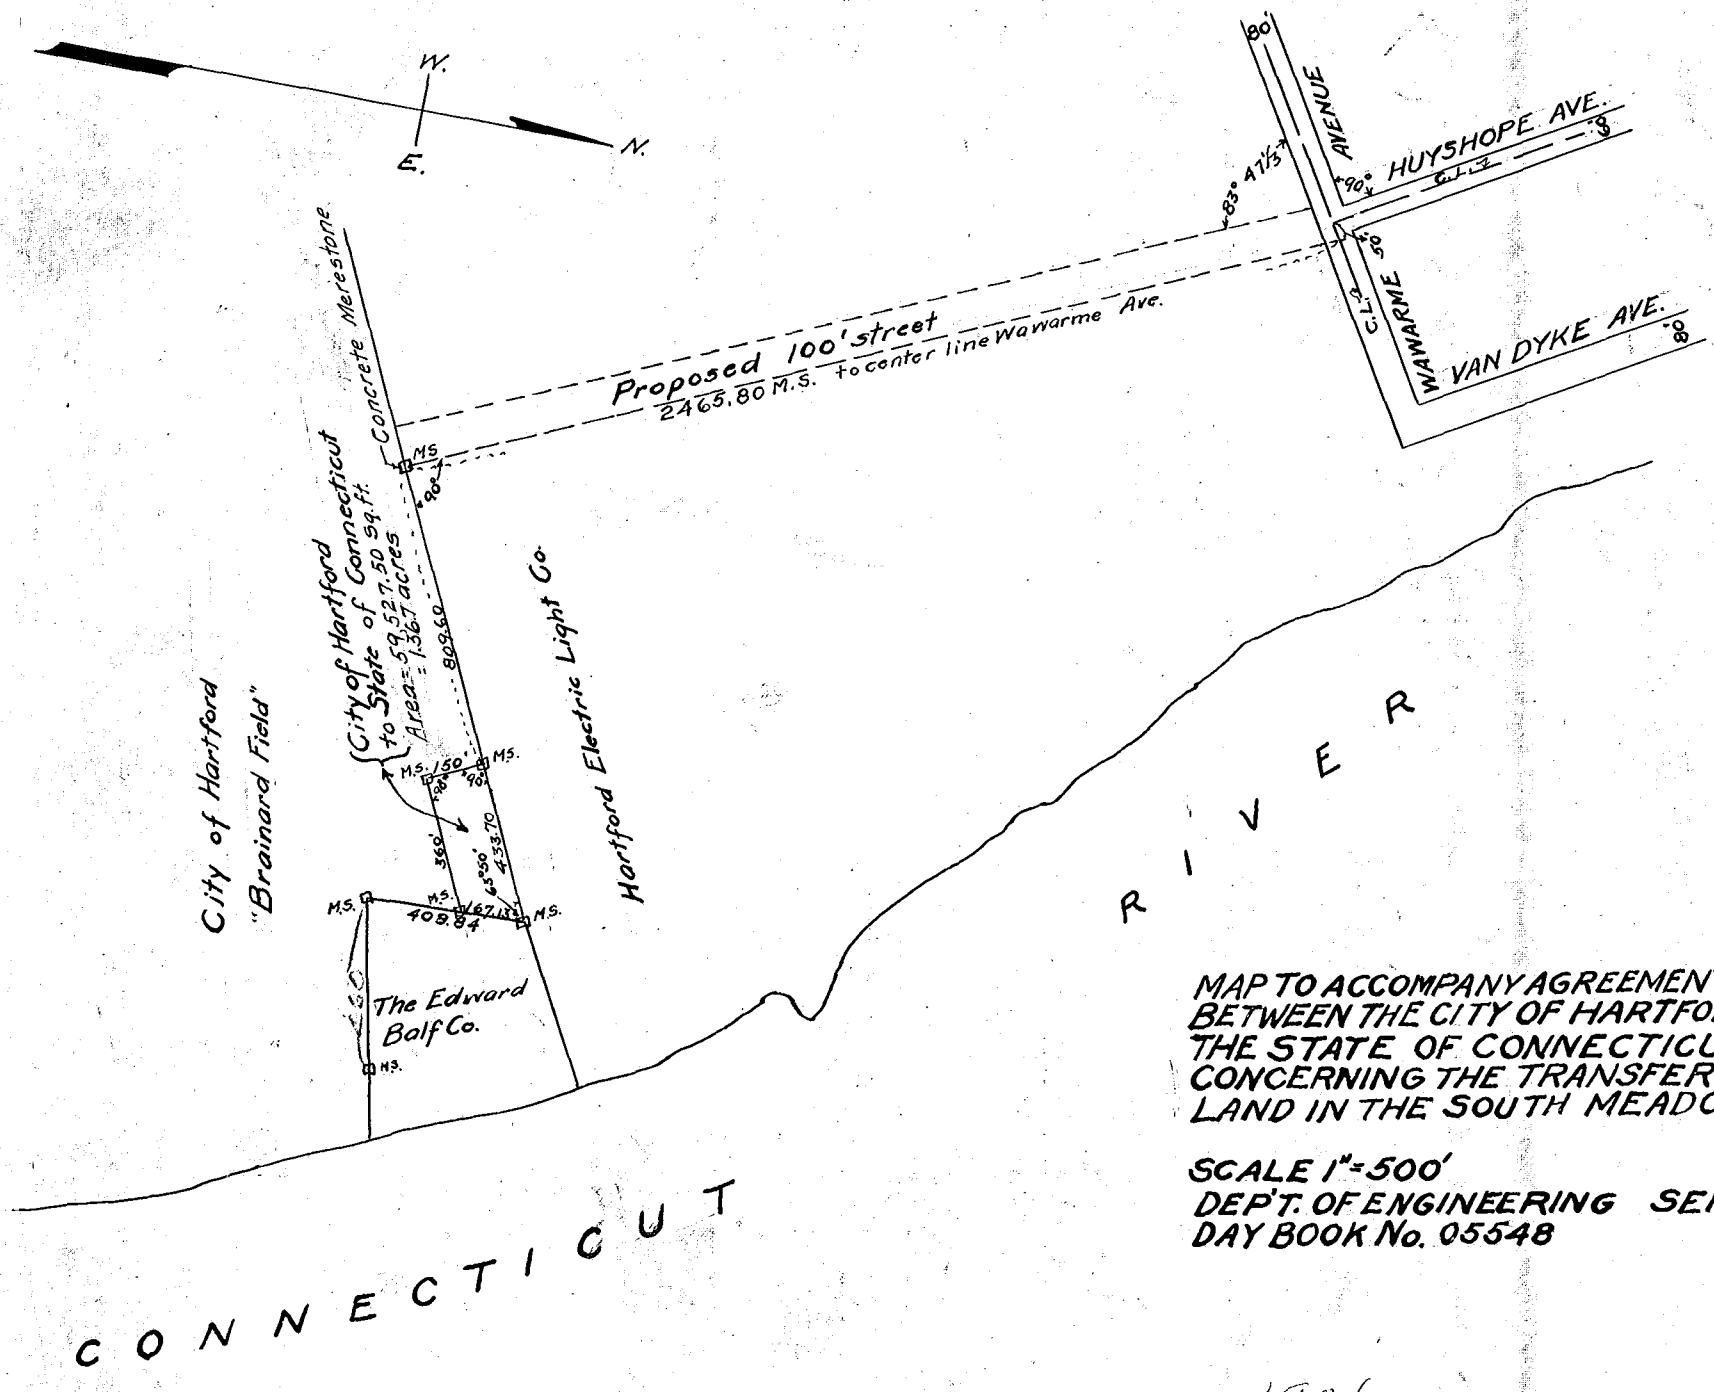 W.
E.
N.
80'
AVENUE
HUYSHOPE AVE.
90°
83° 47 1/3'
50'
C.L.
WAWARME
VAN DYKE AVE.
80'
Proposed 100' street
2465.80 M.S. to center line Wawarme Ave.
Concrete Merestone
M.S.
90°
City of Hartford
to State of Connecticut
Area = 59,527.50 sq.ft.
= 1.367 acres
809.60
Hartford Electric Light Co.
City of Hartford
"Brainard Field"
M.S. 150' M.S.
90° 90°
360'
433.70
65°50'
M.S.
M.S.
408.84
M.S.
The Edward
Balf Co.
M.S.
CONNECTICUT
RIVER
MAP TO ACCOMPANY AGREEMEN
BETWEEN THE CITY OF HARTFO
THE STATE OF CONNECTICU
CONCERNING THE TRANSFER
LAND IN THE SOUTH MEADO
SCALE 1"=500'
DEP'T. OF ENGINEERING SE
DAY BOOK No. 05548